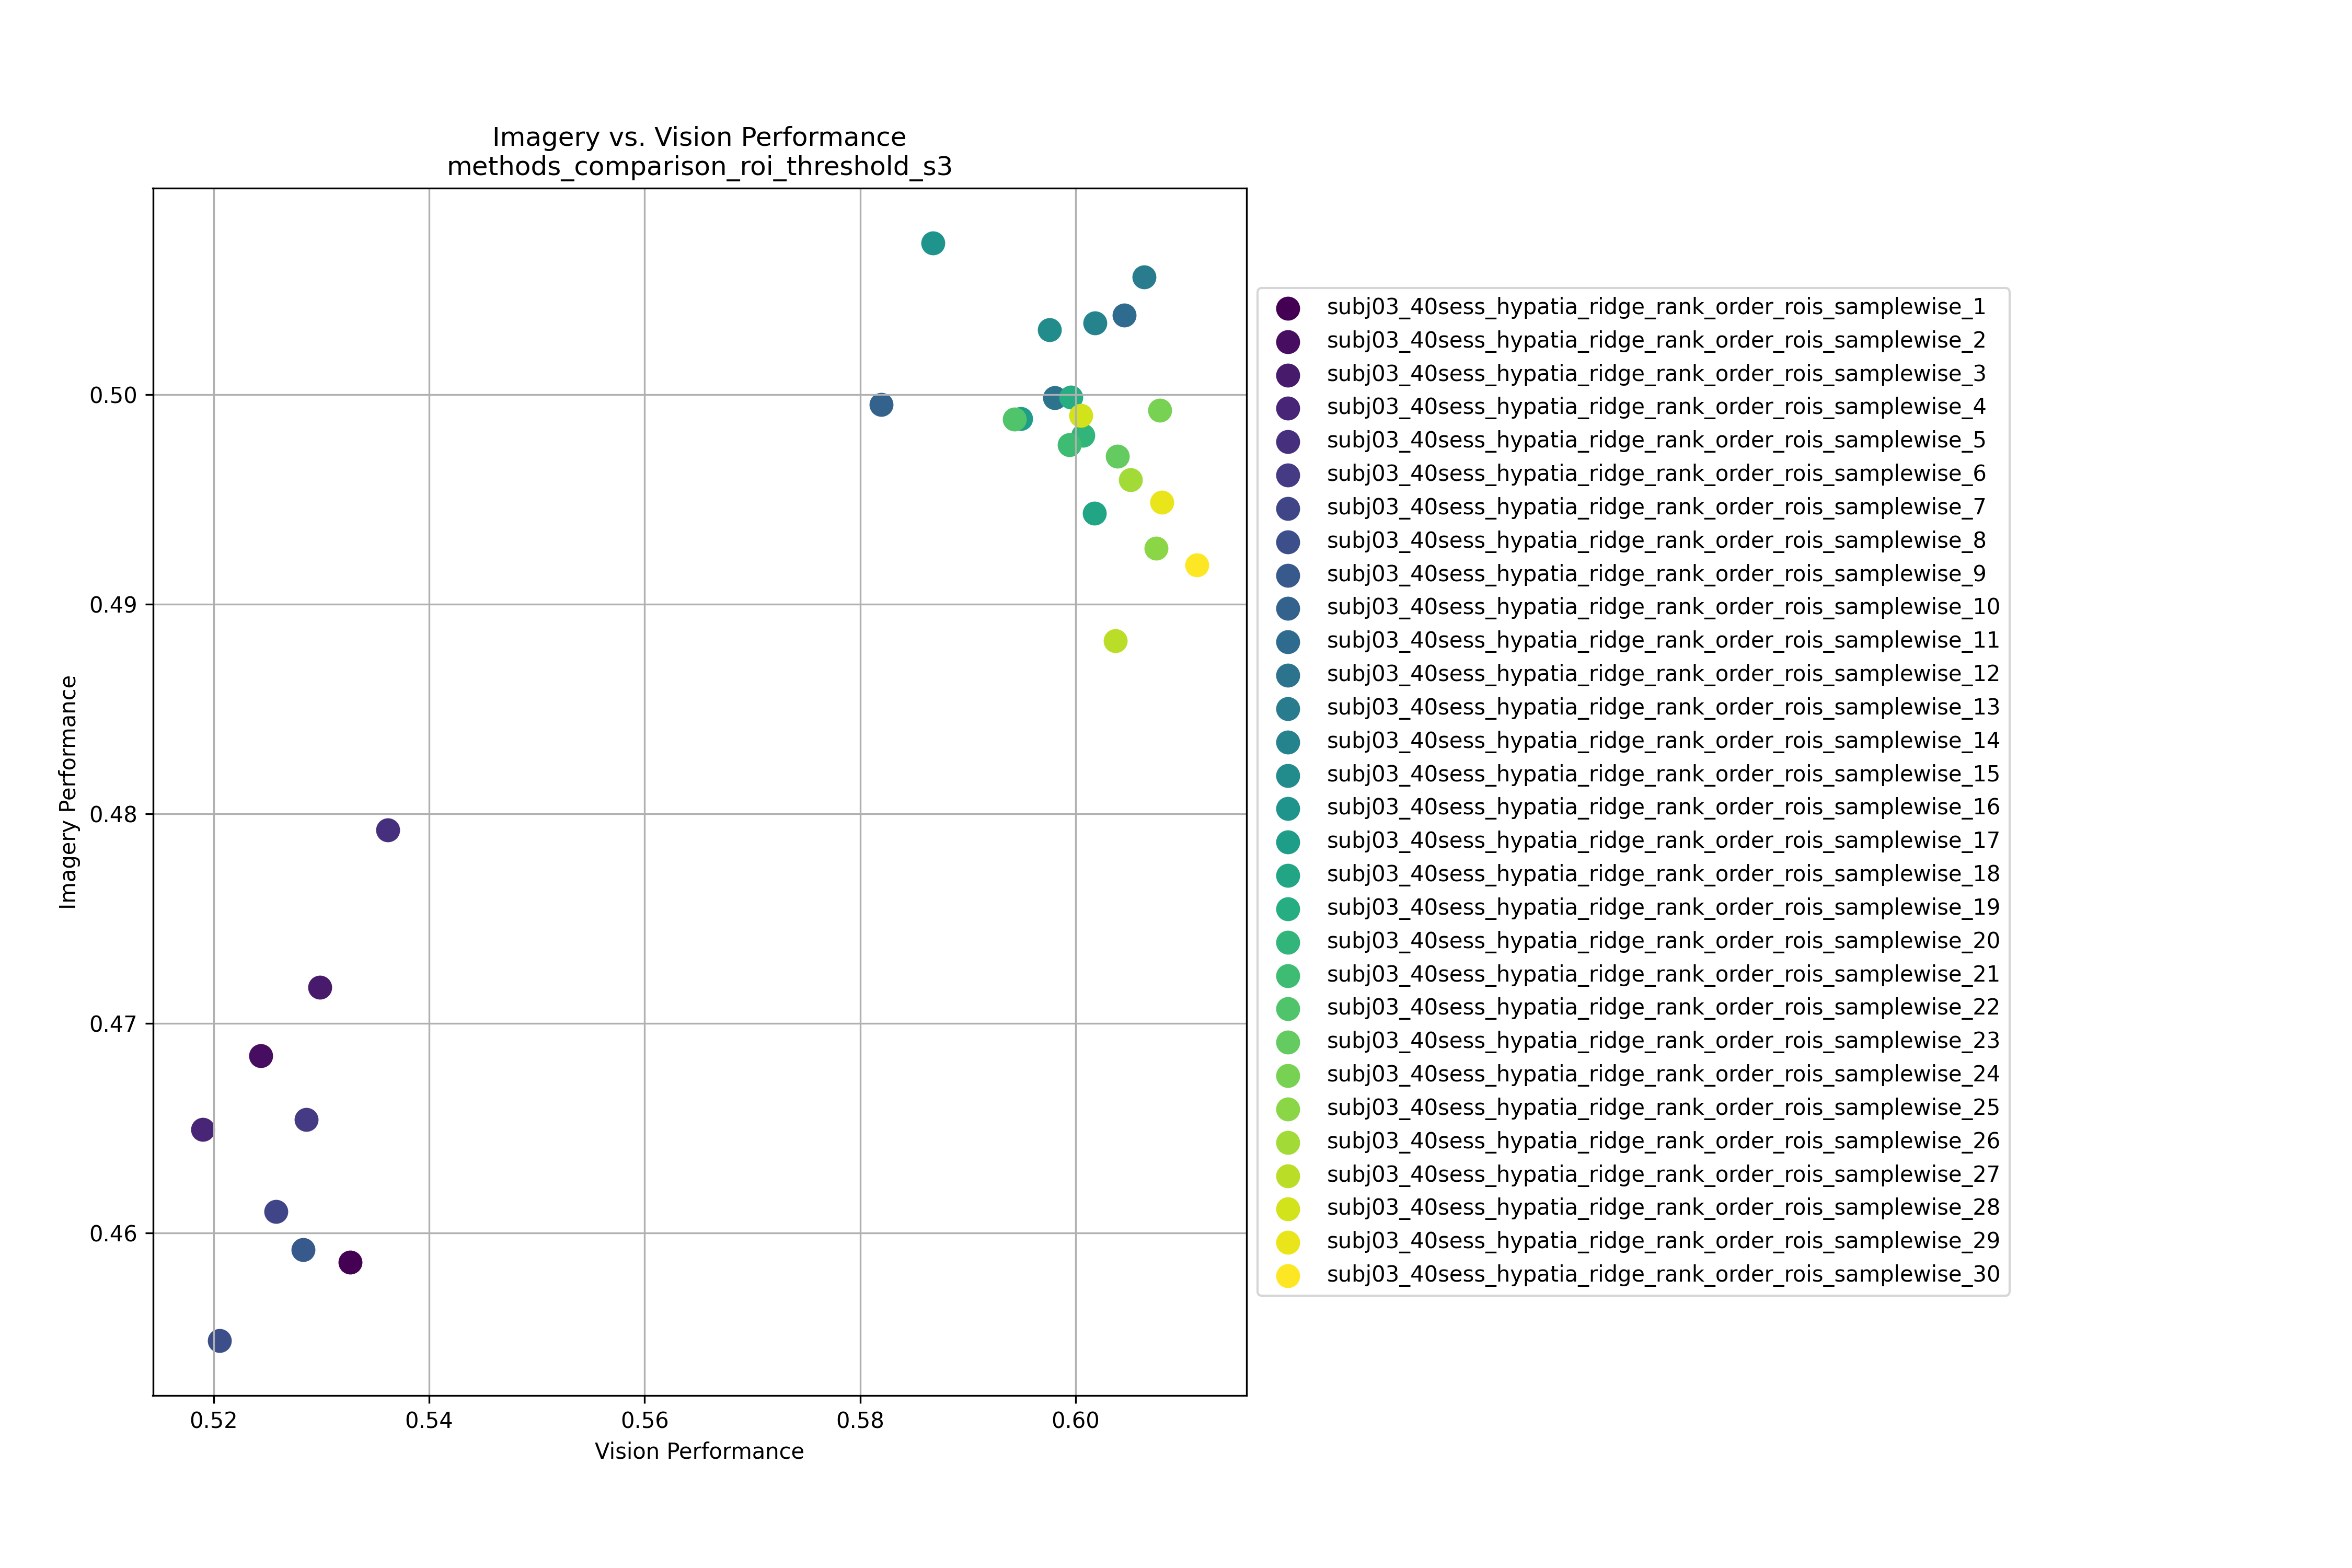 Imagery vs. Vision Performance
methods_comparison_roi_threshold_s3
0.50
0.49
0.48
0.47
0.46
Imagery Performance
0.52
0.54
0.56
0.58
0.60
Vision Performance
subj03_40sess_hypatia_ridge_rank_order_rois_samplewise_1
subj03_40sess_hypatia_ridge_rank_order_rois_samplewise_2
subj03_40sess_hypatia_ridge_rank_order_rois_samplewise_3
subj03_40sess_hypatia_ridge_rank_order_rois_samplewise_4
subj03_40sess_hypatia_ridge_rank_order_rois_samplewise_5
subj03_40sess_hypatia_ridge_rank_order_rois_samplewise_6
subj03_40sess_hypatia_ridge_rank_order_rois_samplewise_7
subj03_40sess_hypatia_ridge_rank_order_rois_samplewise_8
subj03_40sess_hypatia_ridge_rank_order_rois_samplewise_9
subj03_40sess_hypatia_ridge_rank_order_rois_samplewise_10
subj03_40sess_hypatia_ridge_rank_order_rois_samplewise_11
subj03_40sess_hypatia_ridge_rank_order_rois_samplewise_12
subj03_40sess_hypatia_ridge_rank_order_rois_samplewise_13
subj03_40sess_hypatia_ridge_rank_order_rois_samplewise_14
subj03_40sess_hypatia_ridge_rank_order_rois_samplewise_15
subj03_40sess_hypatia_ridge_rank_order_rois_samplewise_16
subj03_40sess_hypatia_ridge_rank_order_rois_samplewise_17
subj03_40sess_hypatia_ridge_rank_order_rois_samplewise_18
subj03_40sess_hypatia_ridge_rank_order_rois_samplewise_19
subj03_40sess_hypatia_ridge_rank_order_rois_samplewise_20
subj03_40sess_hypatia_ridge_rank_order_rois_samplewise_21
subj03_40sess_hypatia_ridge_rank_order_rois_samplewise_22
subj03_40sess_hypatia_ridge_rank_order_rois_samplewise_23
subj03_40sess_hypatia_ridge_rank_order_rois_samplewise_24
subj03_40sess_hypatia_ridge_rank_order_rois_samplewise_25
subj03_40sess_hypatia_ridge_rank_order_rois_samplewise_26
subj03_40sess_hypatia_ridge_rank_order_rois_samplewise_27
subj03_40sess_hypatia_ridge_rank_order_rois_samplewise_28
subj03_40sess_hypatia_ridge_rank_order_rois_samplewise_29
subj03_40sess_hypatia_ridge_rank_order_rois_samplewise_30